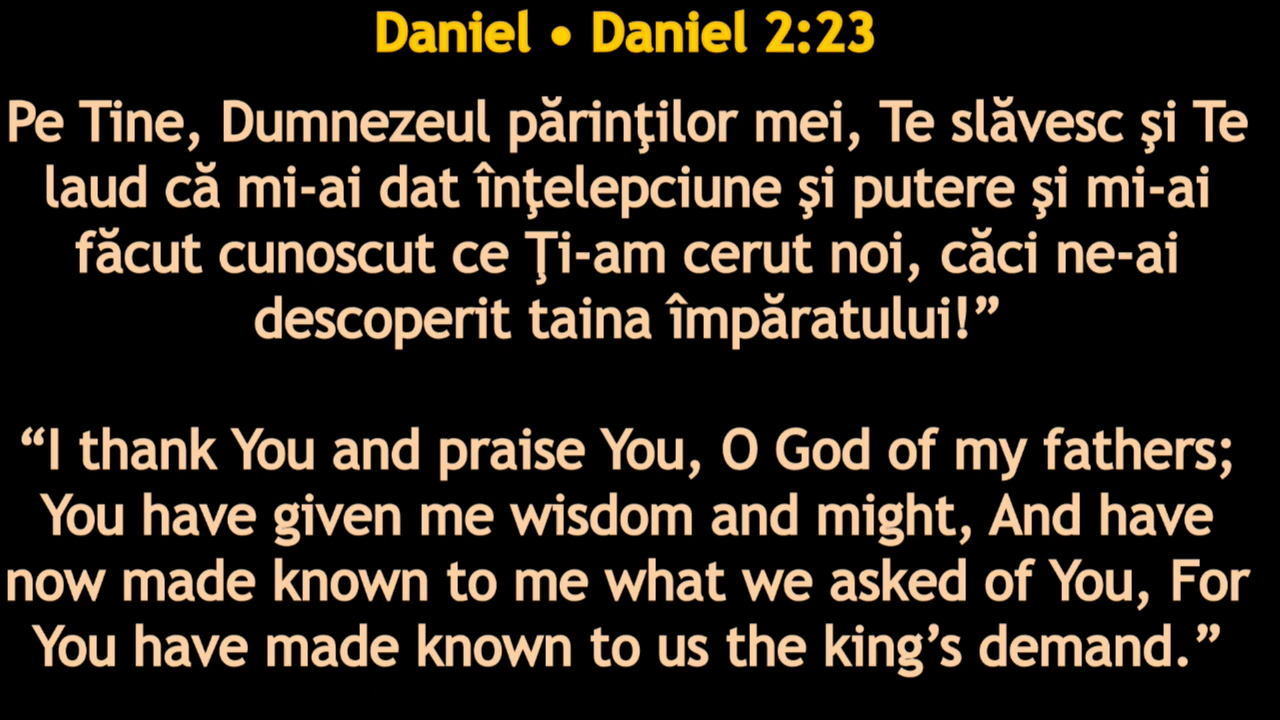 Daniel • Daniel 2:23
Pe Tine, Dumnezeul părinţilor mei, Te slăvesc şi Te
laud că mi-ai dat înţelepciune şi putere şi mi-ai
făcut cunoscut ce Ţi-am cerut noi, căci ne-ai
descoperit taina împăratului!”
“I thank You and praise You, O God of my fathers;
You have given me wisdom and might, And have
now made known to me what we asked of You, For
You have made known to us the king’s demand.”